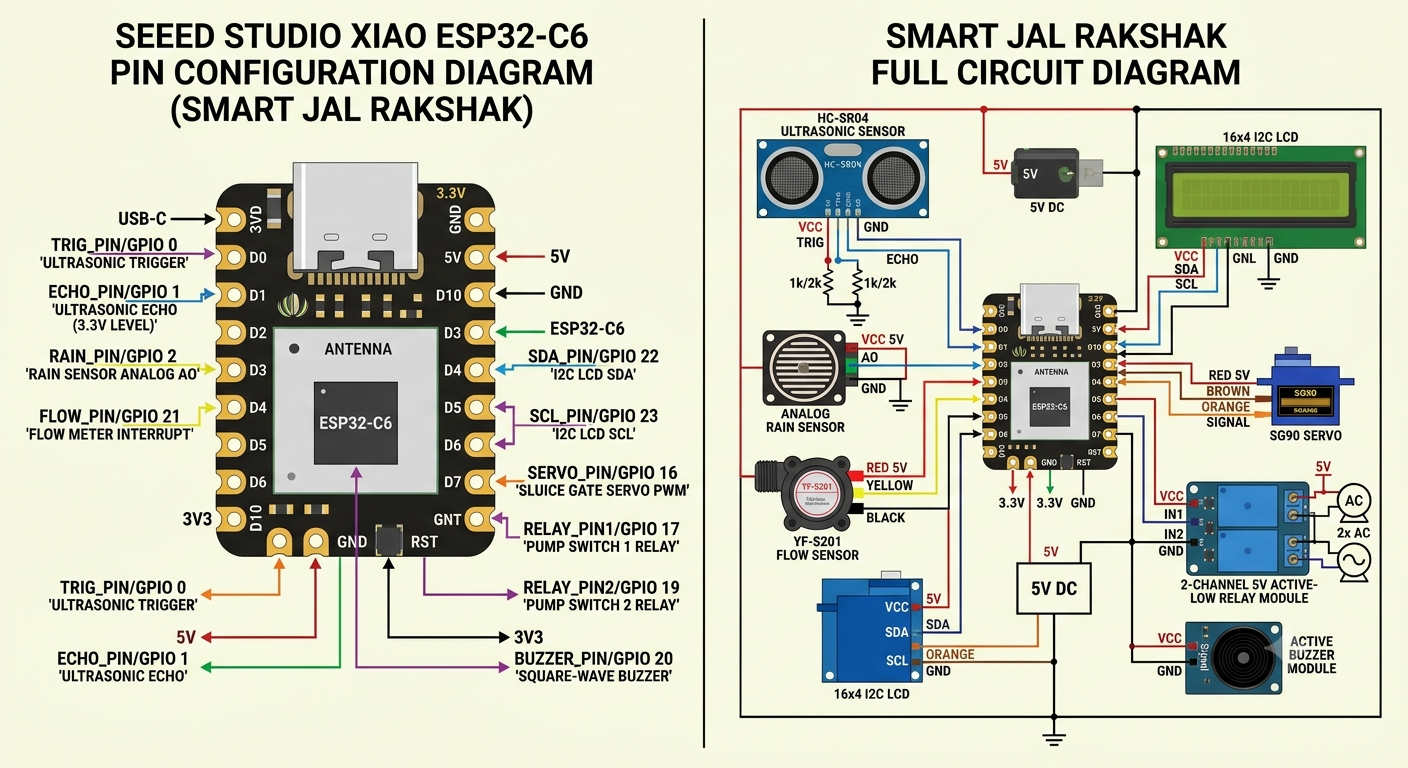 SEEED STUDIO XIAO ESP32-C6
PIN CONFIGURATION DIAGRAM
(SMART JAL RAKSHAK)
USB-C
TRIG_PIN/GPIO 0
'ULTRASONIC TRIGGER'
ECHO_PIN/GPIO 1
'ULTRASONIC ECHO
(3.3V LEVEL)'
RAIN_PIN/GPIO 2
'RAIN SENSOR ANALOG AO'
FLOW_PIN/GPIO 21
'FLOW METER INTERRUPT'
3V3
3VD
D0
D1
D2
D3
D4
D5
D6
D10
3.3V
GND
5V
D10
D3
D4
D5
D6
D7
GNT
ANTENNA
ESP32-C6
GND
RST
5V
GND
ESP32-C6
SDA_PIN/GPIO 22
'I2C LCD SDA'
SCL_PIN/GPIO 23
'I2C LCD SCL'
SERVO_PIN/GPIO 16
'SLUICE GATE SERVO PWM'
RELAY_PIN1/GPIO 17
'PUMP SWITCH 1 RELAY'
TRIG_PIN/GPIO 0
'ULTRASONIC TRIGGER'
5V
ECHO_PIN/GPIO 1
'ULTRASONIC ECHO'
RELAY_PIN2/GPIO 19
'PUMP SWITCH 2 RELAY'
3V3
BUZZER_PIN/GPIO 20
'SQUARE-WAVE BUZZER'
SMART JAL RAKSHAK
FULL CIRCUIT DIAGRAM
HC-SR04
ULTRASONIC SENSOR
VCC
TRIG
GND
ECHO
1k/2k
1k/2k
5V
5V
5V DC
16x4 I2C LCD
VCC
SDA
SCL
GNL
GND
VCC 5V
AO
GND
ANALOG
RAIN SENSOR
ANTENNA
GND
RST
3.3V
3.3V
GND
RED 5V
BROWN
ORANGE
SIGNAL
SG90
SG90 SERVO
RED 5V
YELLOW
BLACK
YF-S201
YF-S201
FLOW SENSOR
5V
VCC
IN1
IN2
GND
AC
2x AC
2-CHANNEL 5V ACTIVE-
LOW RELAY MODULE
5V
5V DC
VCC
SDA
SCL
5V
SDA
ORANGE
GND
16x4 I2C LCD
VCC
GND
ACTIVE
BUZZER
MODULE